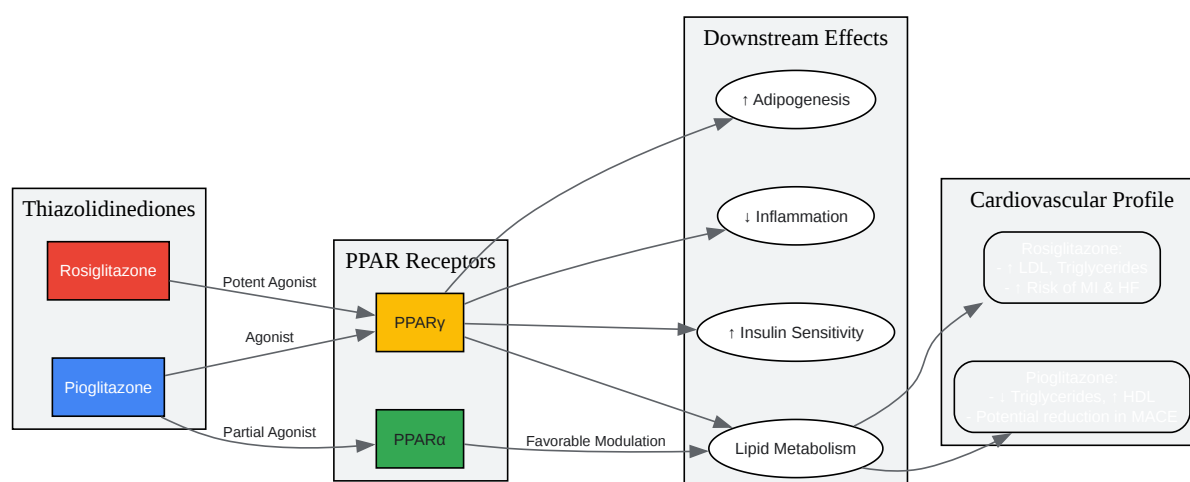 Thiazolidinediones
Rosiglitazone
Pioglitazone
Potent Agonist
Agonist
Partial Agonist
PPAR Receptors
PPARγ
PPARα
Favorable Modulation
Downstream Effects
↑ Adipogenesis
↓ Inflammation
↑ Insulin Sensitivity
Lipid Metabolism
Cardiovascular Profile
Rosiglitazone:
- ↑ LDL, Triglycerides
- ↑ Risk of MI & HF
Pioglitazone:
- ↓ Triglycerides, ↑ HDL
- Potential reduction in MACE